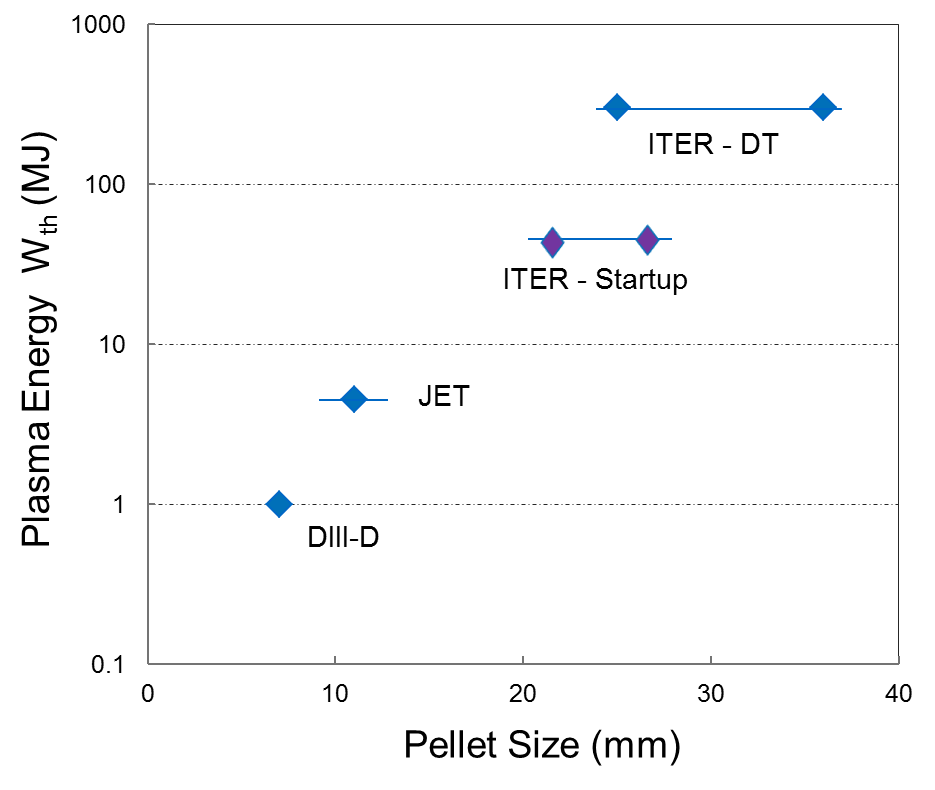 1000
100
10
1
0.1
Plasma Energy Wth (MJ)
ITER - DT
ITER - Startup
JET
DIII-D
0 10 20 30 40
Pellet Size (mm)